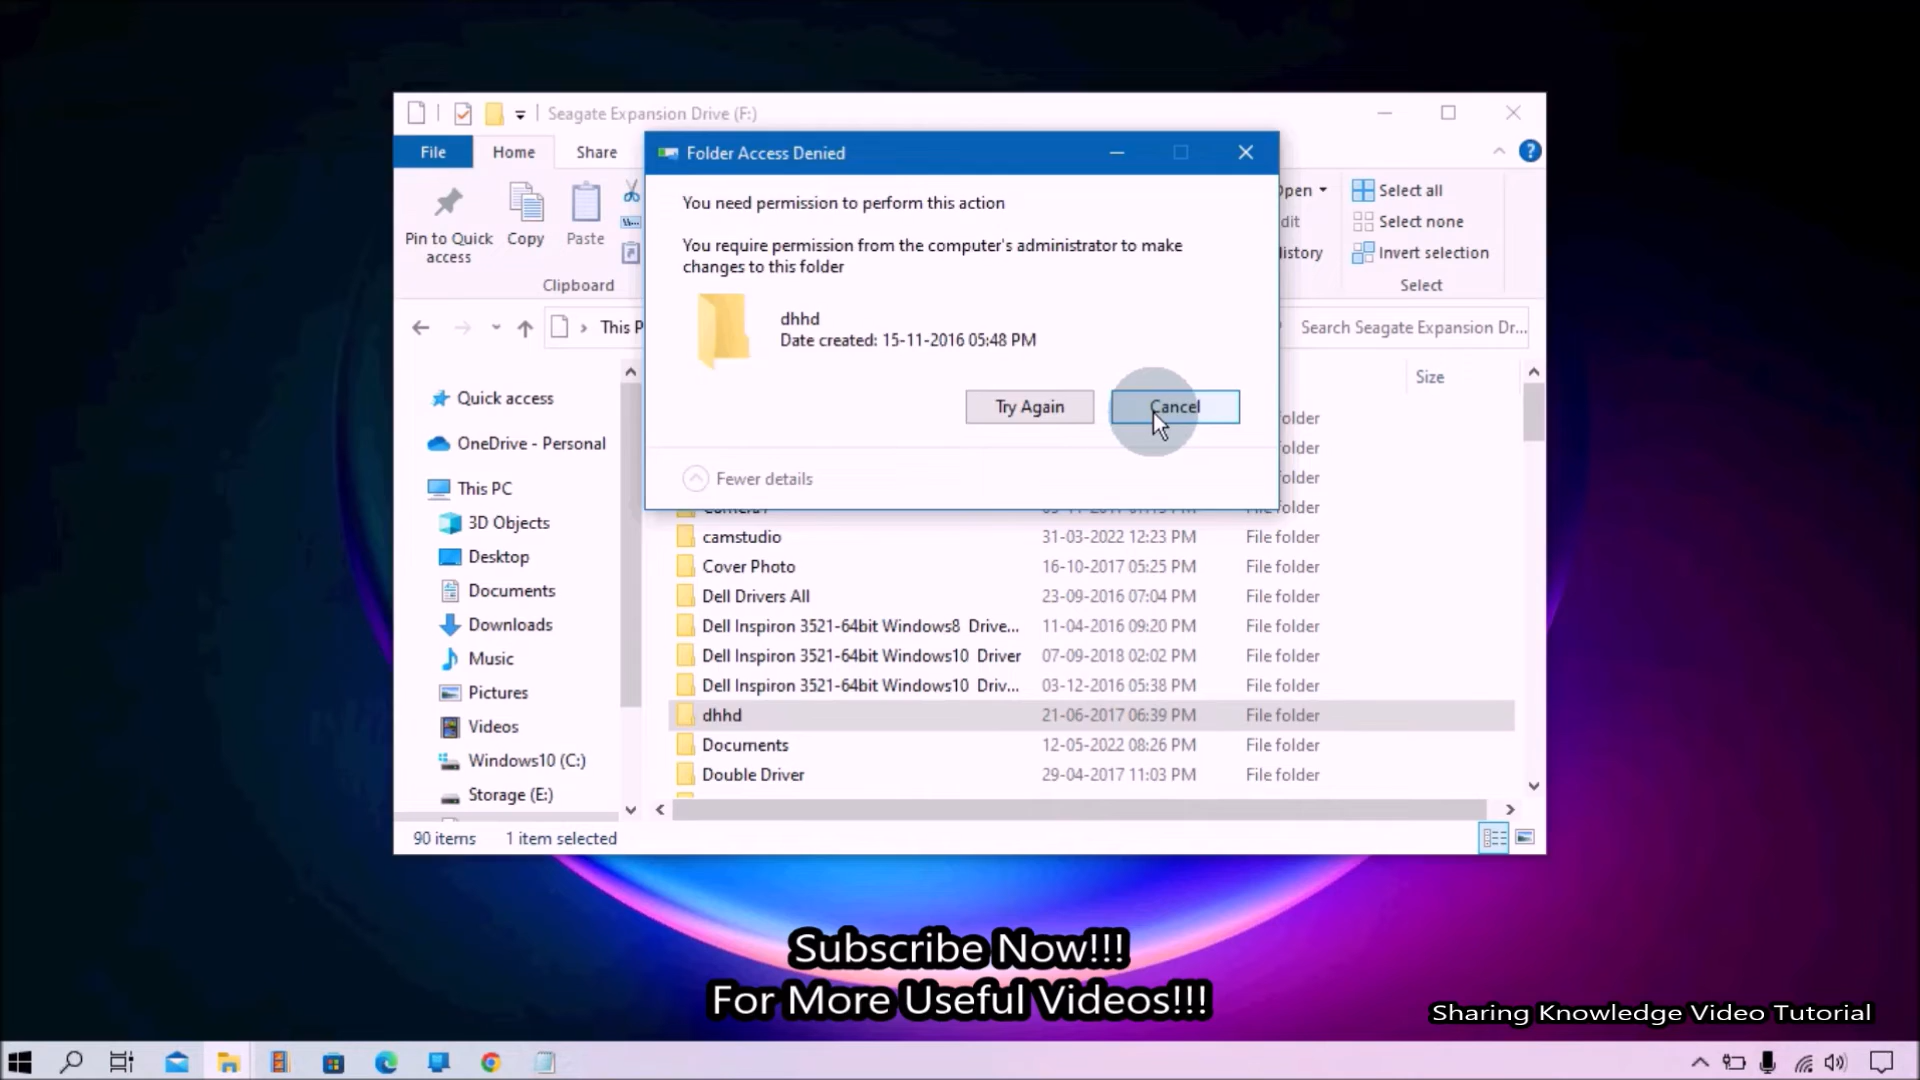 Seagate Expansion Drive (F:)
File
Home
Share
Folder Access Denied
You need permission to perform this action
You require permission from the computer's administrator to make
changes to this folder
dhhd
Date created: 15-11-2016 05:48 PM
Try Again
Cancel
Fewer details
Pin to Quick
access
Copy
Paste
Clipboard
Select all
Select none
Invert selection
Select
This P
Search Seagate Expansion Dr...
Size
Quick access
OneDrive - Personal
This PC
3D Objects
Desktop
Documents
Downloads
Music
Pictures
Videos
Windows10 (C:)
Storage (E:)
camstudio 31-03-2022 12:23 PM File folder
Cover Photo 16-10-2017 05:25 PM File folder
Dell Drivers All 23-09-2016 07:04 PM File folder
Dell Inspiron 3521-64bit Windows8 Drive... 11-04-2016 09:20 PM File folder
Dell Inspiron 3521-64bit Windows10 Driver 07-09-2018 02:02 PM File folder
Dell Inspiron 3521-64bit Windows10 Driv... 03-12-2016 05:38 PM File folder
dhhd 21-06-2017 06:39 PM File folder
Documents 12-05-2022 08:26 PM File folder
Double Driver 29-04-2017 11:03 PM File folder
90 items 1 item selected
Subscribe Now!!!
For More Useful Videos!!!
Sharing Knowledge Video Tutorial